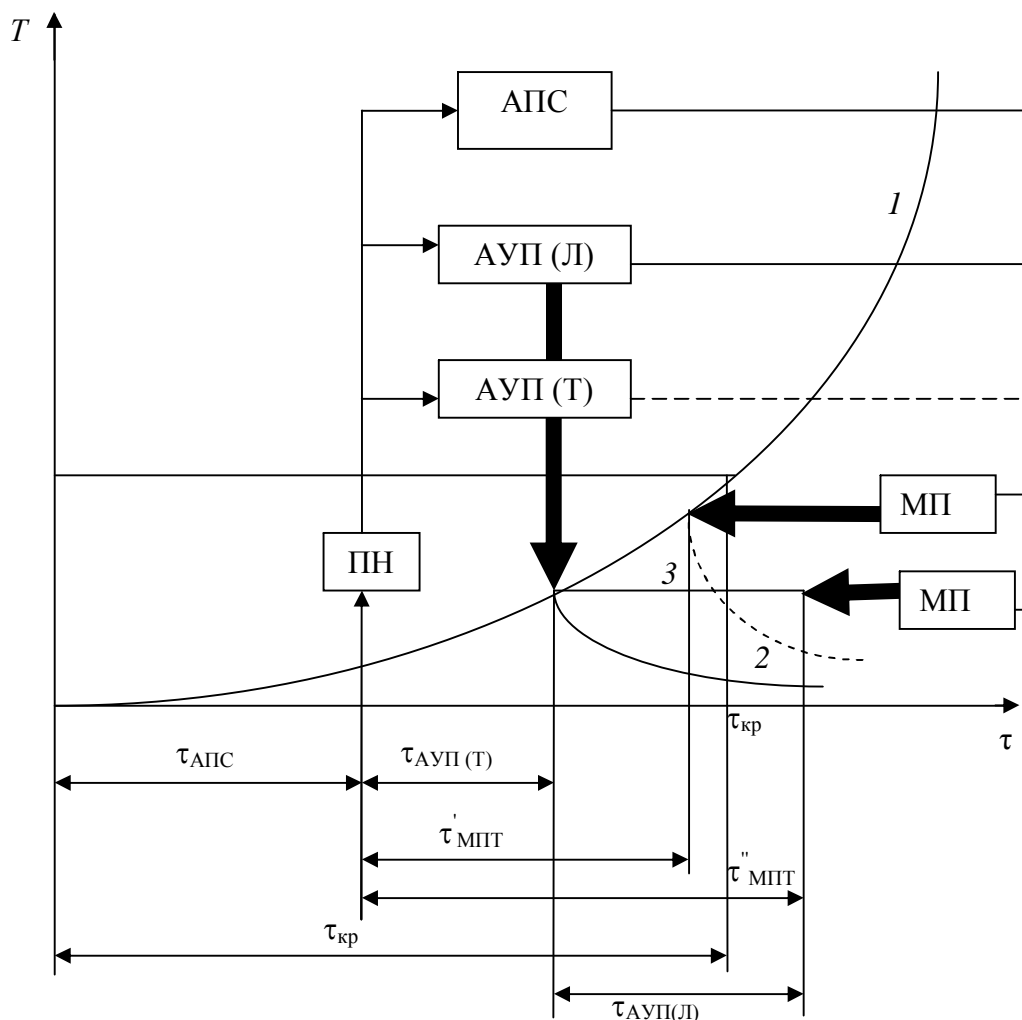 T
АПС
1
АУП (Л)
АУП (Т)
МП
ПН
3
МП
2
τкр
τ
τАПС
τАУП (Т)
τ'МПТ
τ"МПТ
τкр
τАУП(Л)